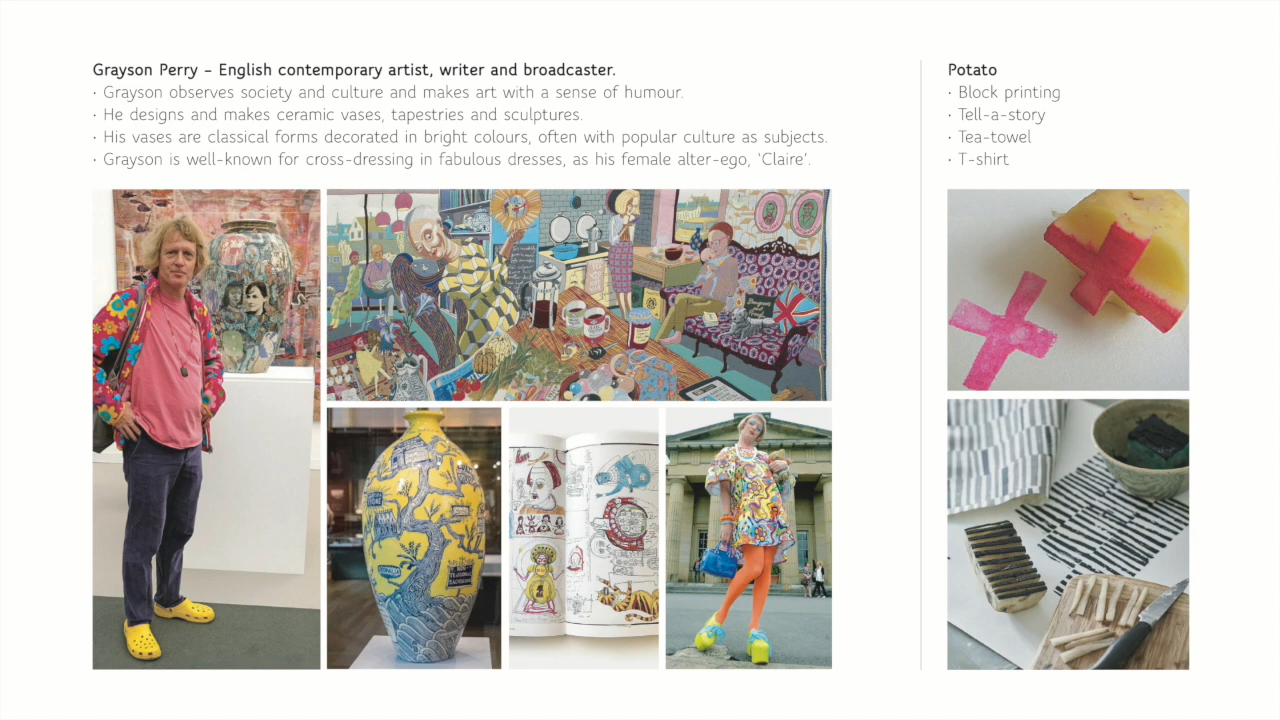 Grayson Perry – English contemporary artist, writer and broadcaster.
· Grayson observes society and culture and makes art with a sense of humour.
· He designs and makes ceramic vases, tapestries and sculptures.
· His vases are classical forms decorated in bright colours, often with popular culture as subjects.
· Grayson is well-known for cross-dressing in fabulous dresses, as his female alter-ego, ‘Claire’.
Potato
· Block printing
· Tell-a-story
· Tea-towel
· T-shirt